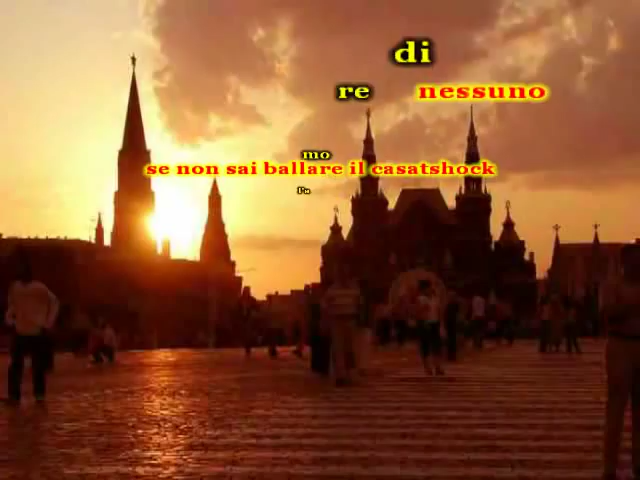 di
re nessuno
mo
se non sai ballare il casatshock
l'a